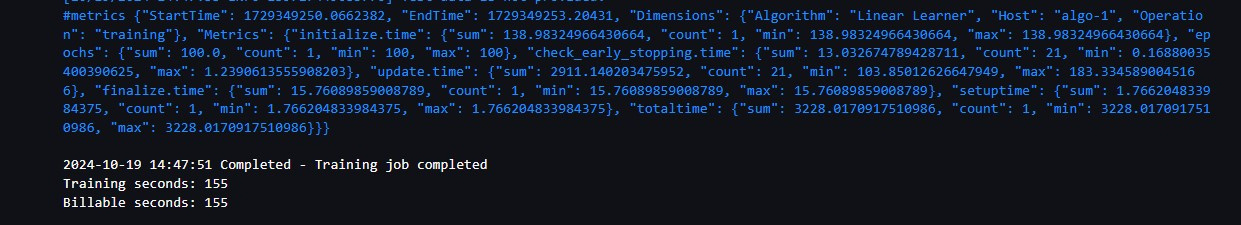 #metrics {"StartTime": 1729349250.0662382, "EndTime": 1729349253.20431, "Dimensions": {"Algorithm": "Linear Learner", "Host": "algo-1", "Operatio
n": "training"}, "Metrics": {"initialize.time": {"sum": 138.98324966430664, "count": 1, "min": 138.98324966430664, "max": 138.98324966430664}, "ep
ochs": {"sum": 100.0, "count": 1, "min": 100, "max": 100}, "check_early_stopping.time": {"sum": 13.032674789428711, "count": 21, "min": 0.16880035
400390625, "max": 1.2390613555908203}, "update.time": {"sum": 2911.140203475952, "count": 21, "min": 103.85012626647949, "max": 183.334589004516
6}, "finalize.time": {"sum": 15.76089859008789, "count": 1, "min": 15.76089859008789, "max": 15.76089859008789}, "setuptime": {"sum": 1.7662048339
84375, "count": 1, "min": 1.766204833984375, "max": 1.766204833984375}, "totaltime": {"sum": 3228.0170917510986, "count": 1, "min": 3228.017091751
0986, "max": 3228.0170917510986}}}
2024-10-19 14:47:51 Completed - Training job completed
Training seconds: 155
Billable seconds: 155